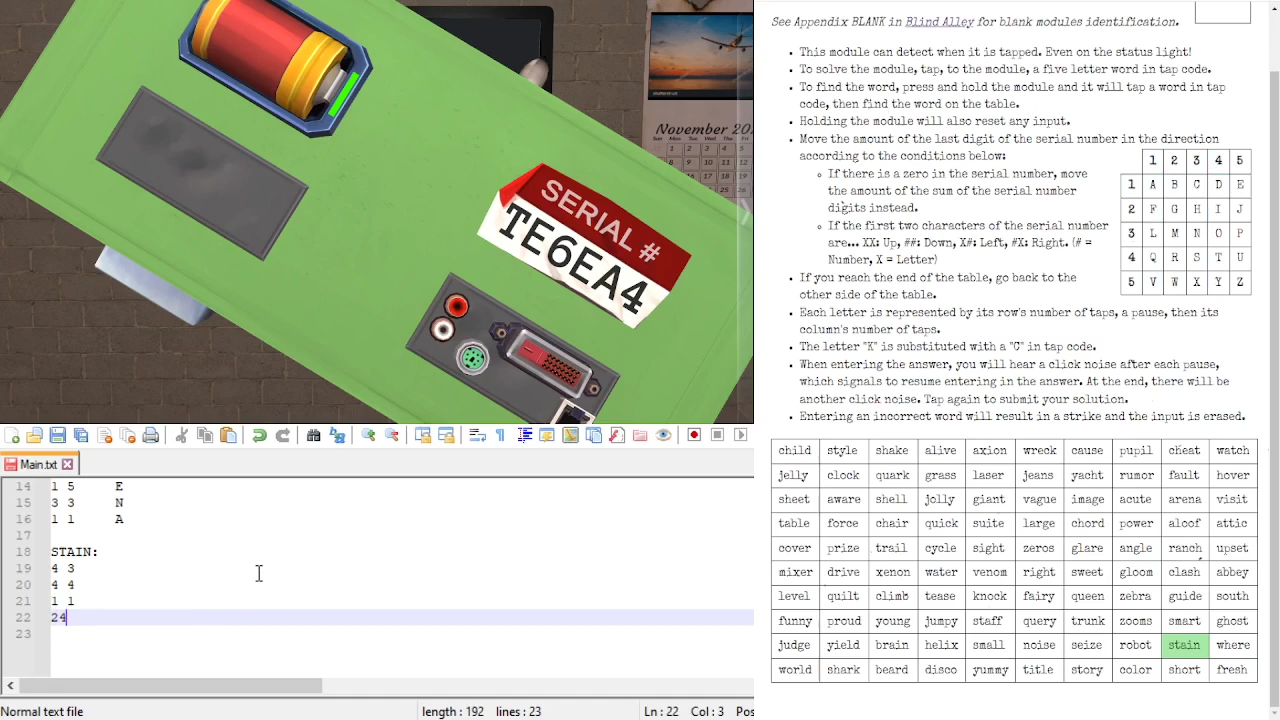 November 20
Sun Mon Tue Wed Thu Fri
1 2 3 4 5
SERIAL #
TE6EA4
Main.txt
14 1 5 E
15 3 3 N
16 1 1 A
17
18 STAIN:
19 4 3
20 4 4
21 1 1
22 24
23
Normal text file length : 192 lines : 23 Ln : 22 Col : 3 Pos
See Appendix BLANK in Blind Alley for blank modules identification.
• This module can detect when it is tapped. Even on the status light!
• To solve the module, tap, to the module, a five letter word in tap code.
• To find the word, press and hold the module and it will tap a word in tap
code, then find the word on the table.
• Holding the module will also reset any input.
• Move the amount of the last digit of the serial number in the direction
according to the conditions below:
◦ If there is a zero in the serial number, move
the amount of the sum of the serial number
digits instead.
◦ If the first two characters of the serial number
are... XX: Up, ##: Down, X#: Left, #X: Right. (# =
Number, X = Letter)
• If you reach the end of the table, go back to the
other side of the table.
1 2 3 4 5
1 A B C D E
2 F G H I J
3 L M N O P
4 Q R S T U
5 V W X Y Z
• Each letter is represented by its row's number of taps, a pause, then its
column's number of taps.
• The letter "K" is substituted with a "C" in tap code.
• When entering the answer, you will hear a click noise after each pause,
which signals to resume entering in the answer. At the end, there will be
another click noise. Tap again to submit your solution.
• Entering an incorrect word will result in a strike and the input is erased.
child style shake alive axion wreck cause pupil cheat watch
jelly clock quark grass laser jeans yacht rumor fault hover
sheet aware shell jolly giant vague image acute arena visit
table force chair quick suite large chord power aloof attic
cover prize trail cycle sight zeros glare angle ranch upset
mixer drive xenon water venom right sweet gloom clash abbey
level quilt climb tease knock fairy queen zebra guide south
funny proud young jumpy staff query trunk zooms smart ghost
judge yield brain helix small noise seize robot stain where
world shark beard disco yummy title story color short fresh